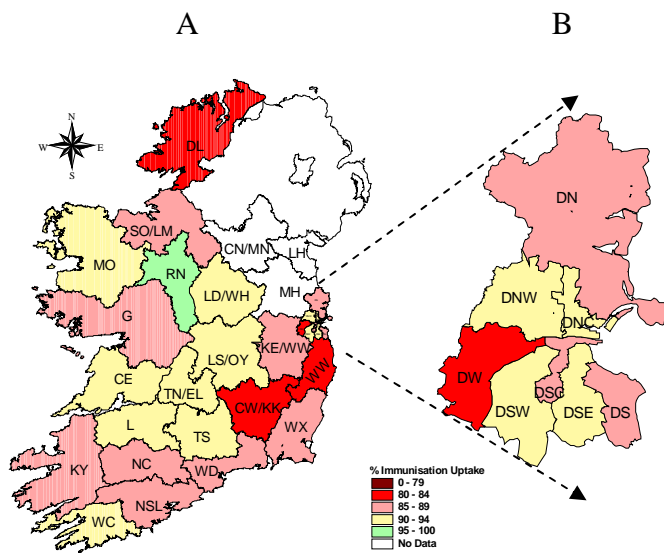 A
B
N
W E
S
DL
SO/LM
CN/MN
LH
MO
RN
LD/WH
MH
G
LS/OY
KE/WW
WW
CE
TN/EL
CW/KK
L
TS
WX
KY
NC
WD
NSL
WC
DN
DNW
DNC
DW
DSC
DSW
DSE
DS
% Immunisation Uptake
0 - 79
80 - 84
85 - 89
90 - 94
95 - 100
No Data